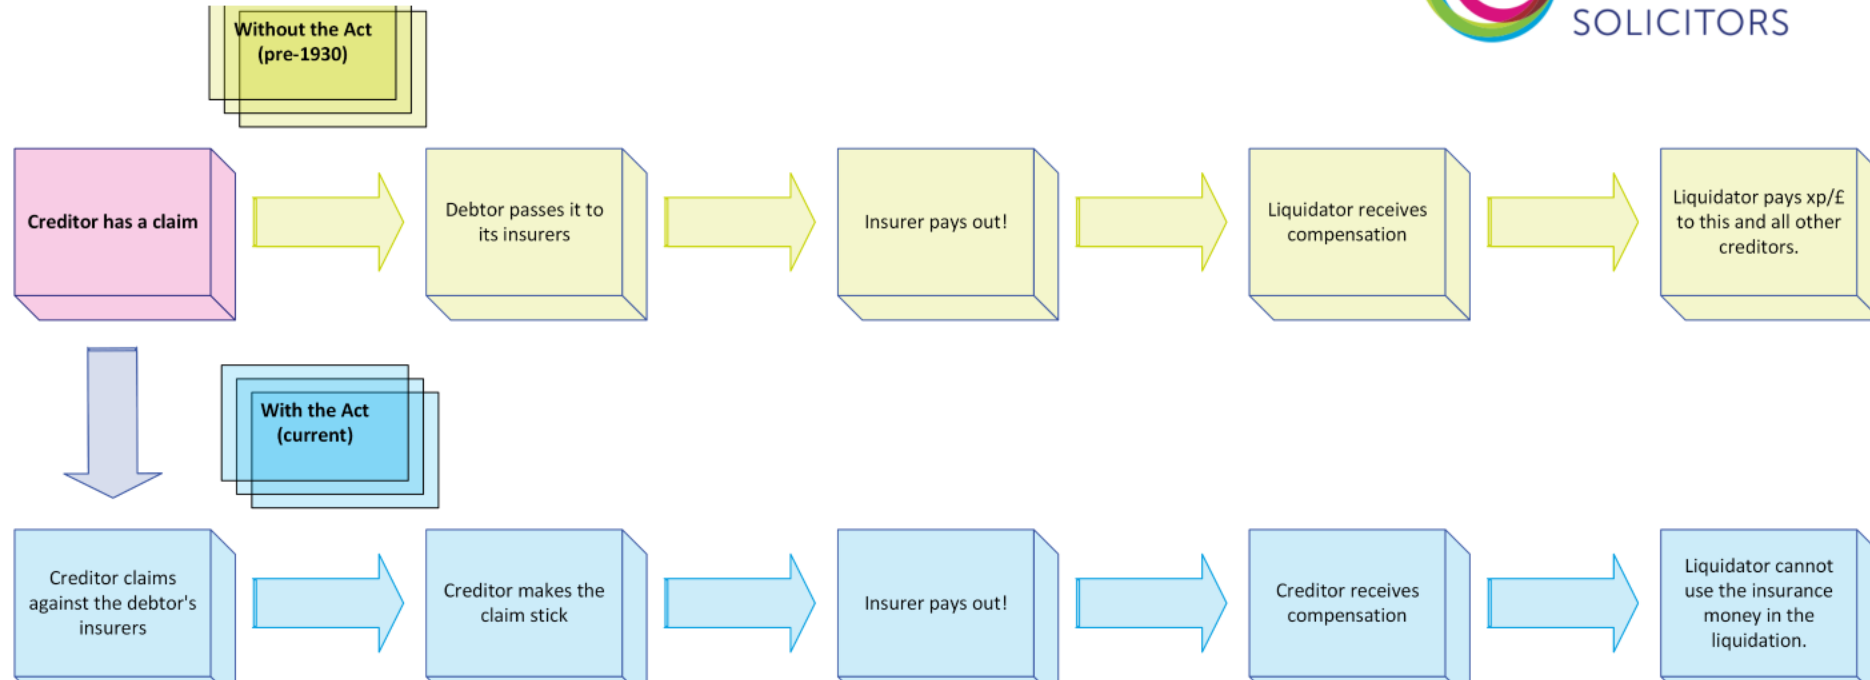 SOLICITORS
Without the Act
(pre-1930)
Creditor has a claim
Debtor passes it to
its insurers
Insurer pays out!
Liquidator receives
compensation
Liquidator pays xp/£
to this and all other
creditors.
With the Act
(current)
Creditor claims
against the debtor's
insurers
Creditor makes the
claim stick
Insurer pays out!
Creditor receives
compensation
Liquidator cannot
use the insurance
money in the
liquidation.